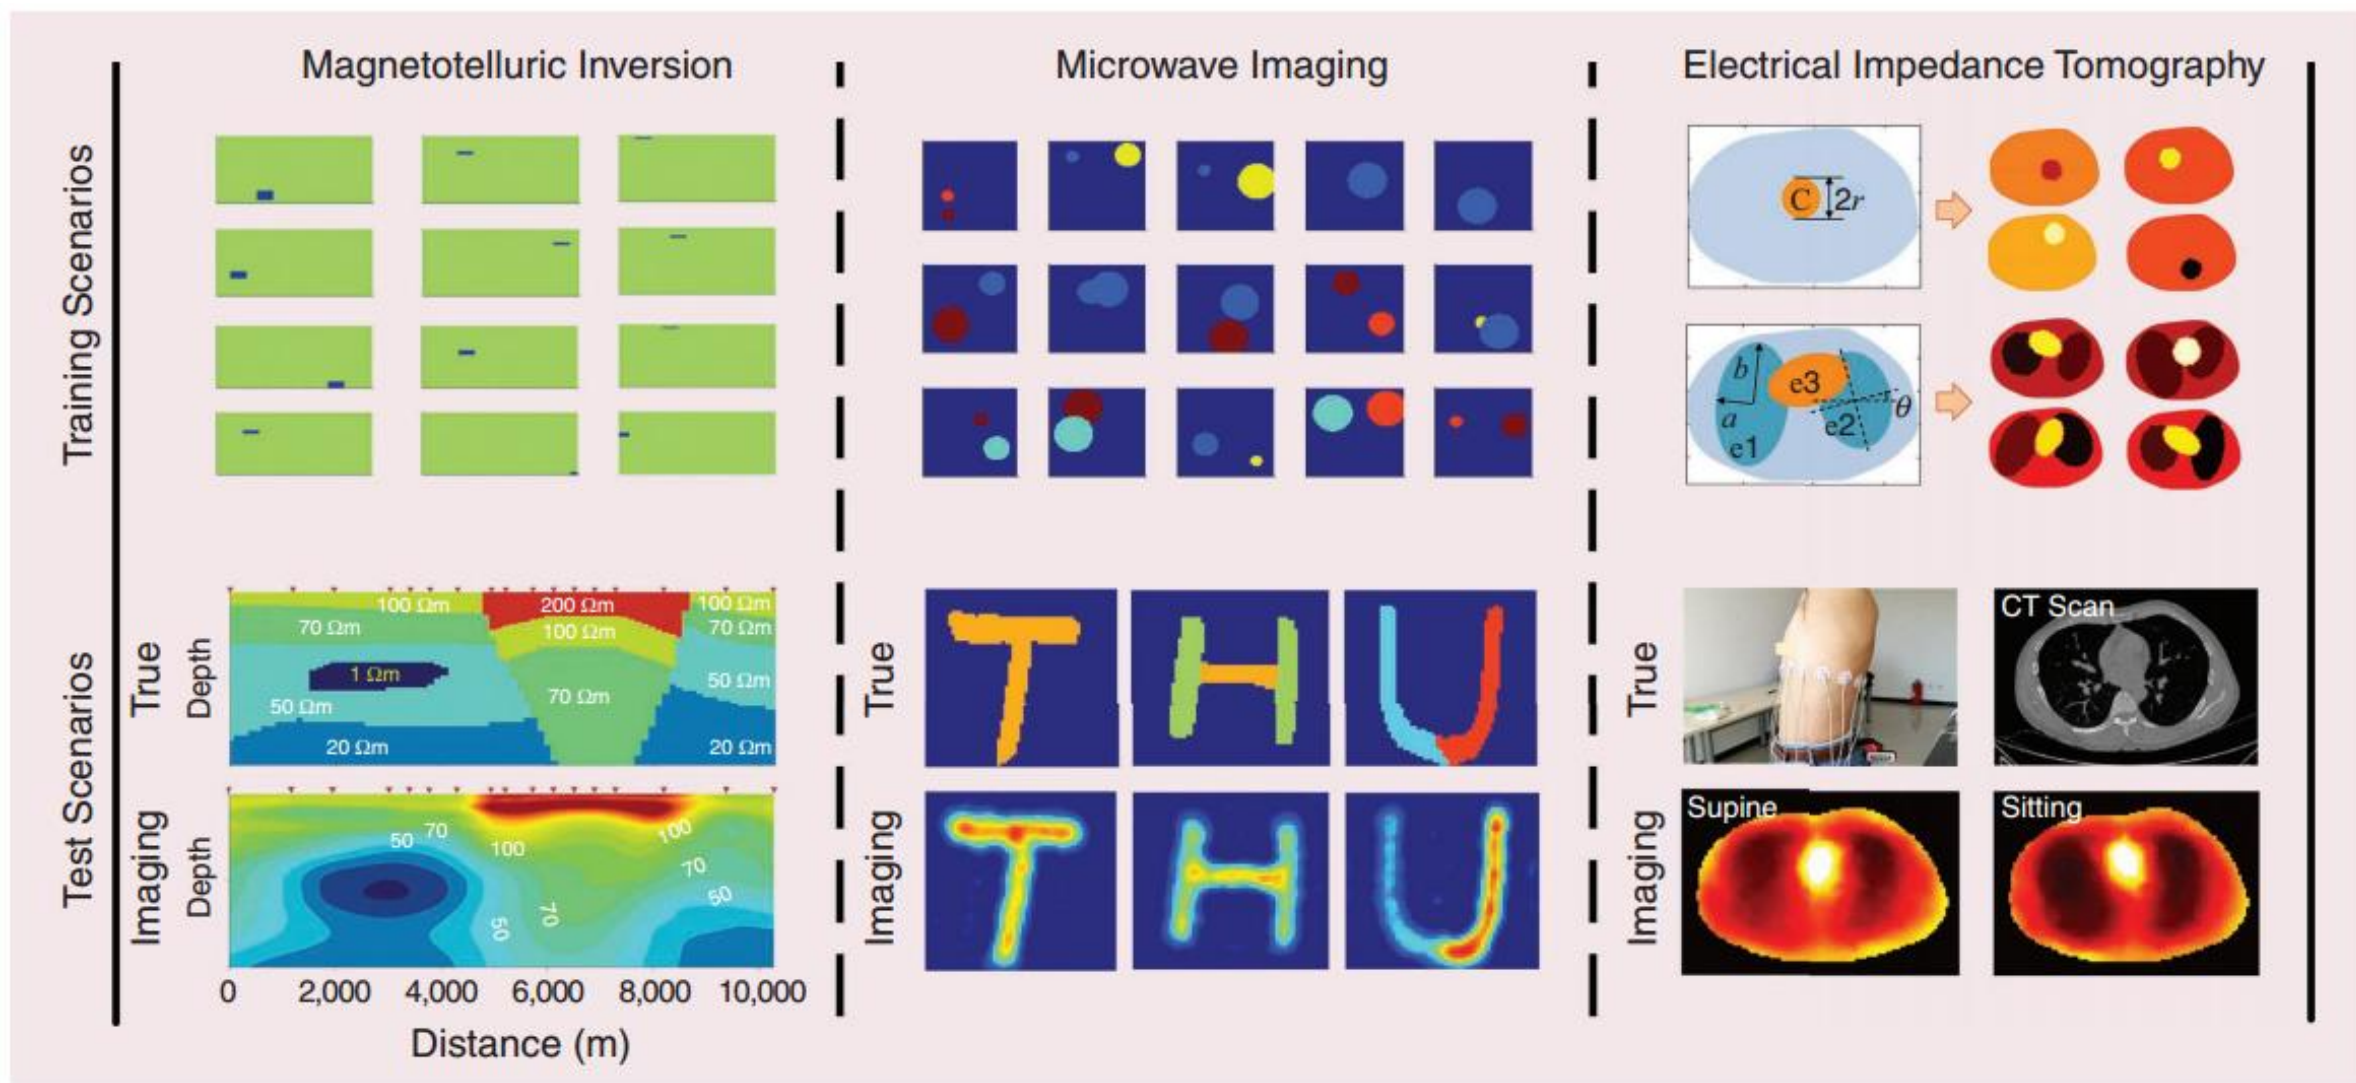 Magnetotelluric Inversion
Microwave Imaging
Electrical Impedance Tomography
Training Scenarios
C
2r
b
a
e1
e2
e3
θ
Test Scenarios
True
Depth
100 Ωm
200 Ωm
100 Ωm
70 Ωm
100 Ωm
70 Ωm
1 Ωm
70 Ωm
50 Ωm
50 Ωm
20 Ωm
20 Ωm
True
True
CT Scan
Imaging
Depth
50
70
100
100
70
50
50
70
0
2,000
4,000
6,000
8,000
10,000
Distance (m)
Imaging
T
H
U
Imaging
Supine
Sitting